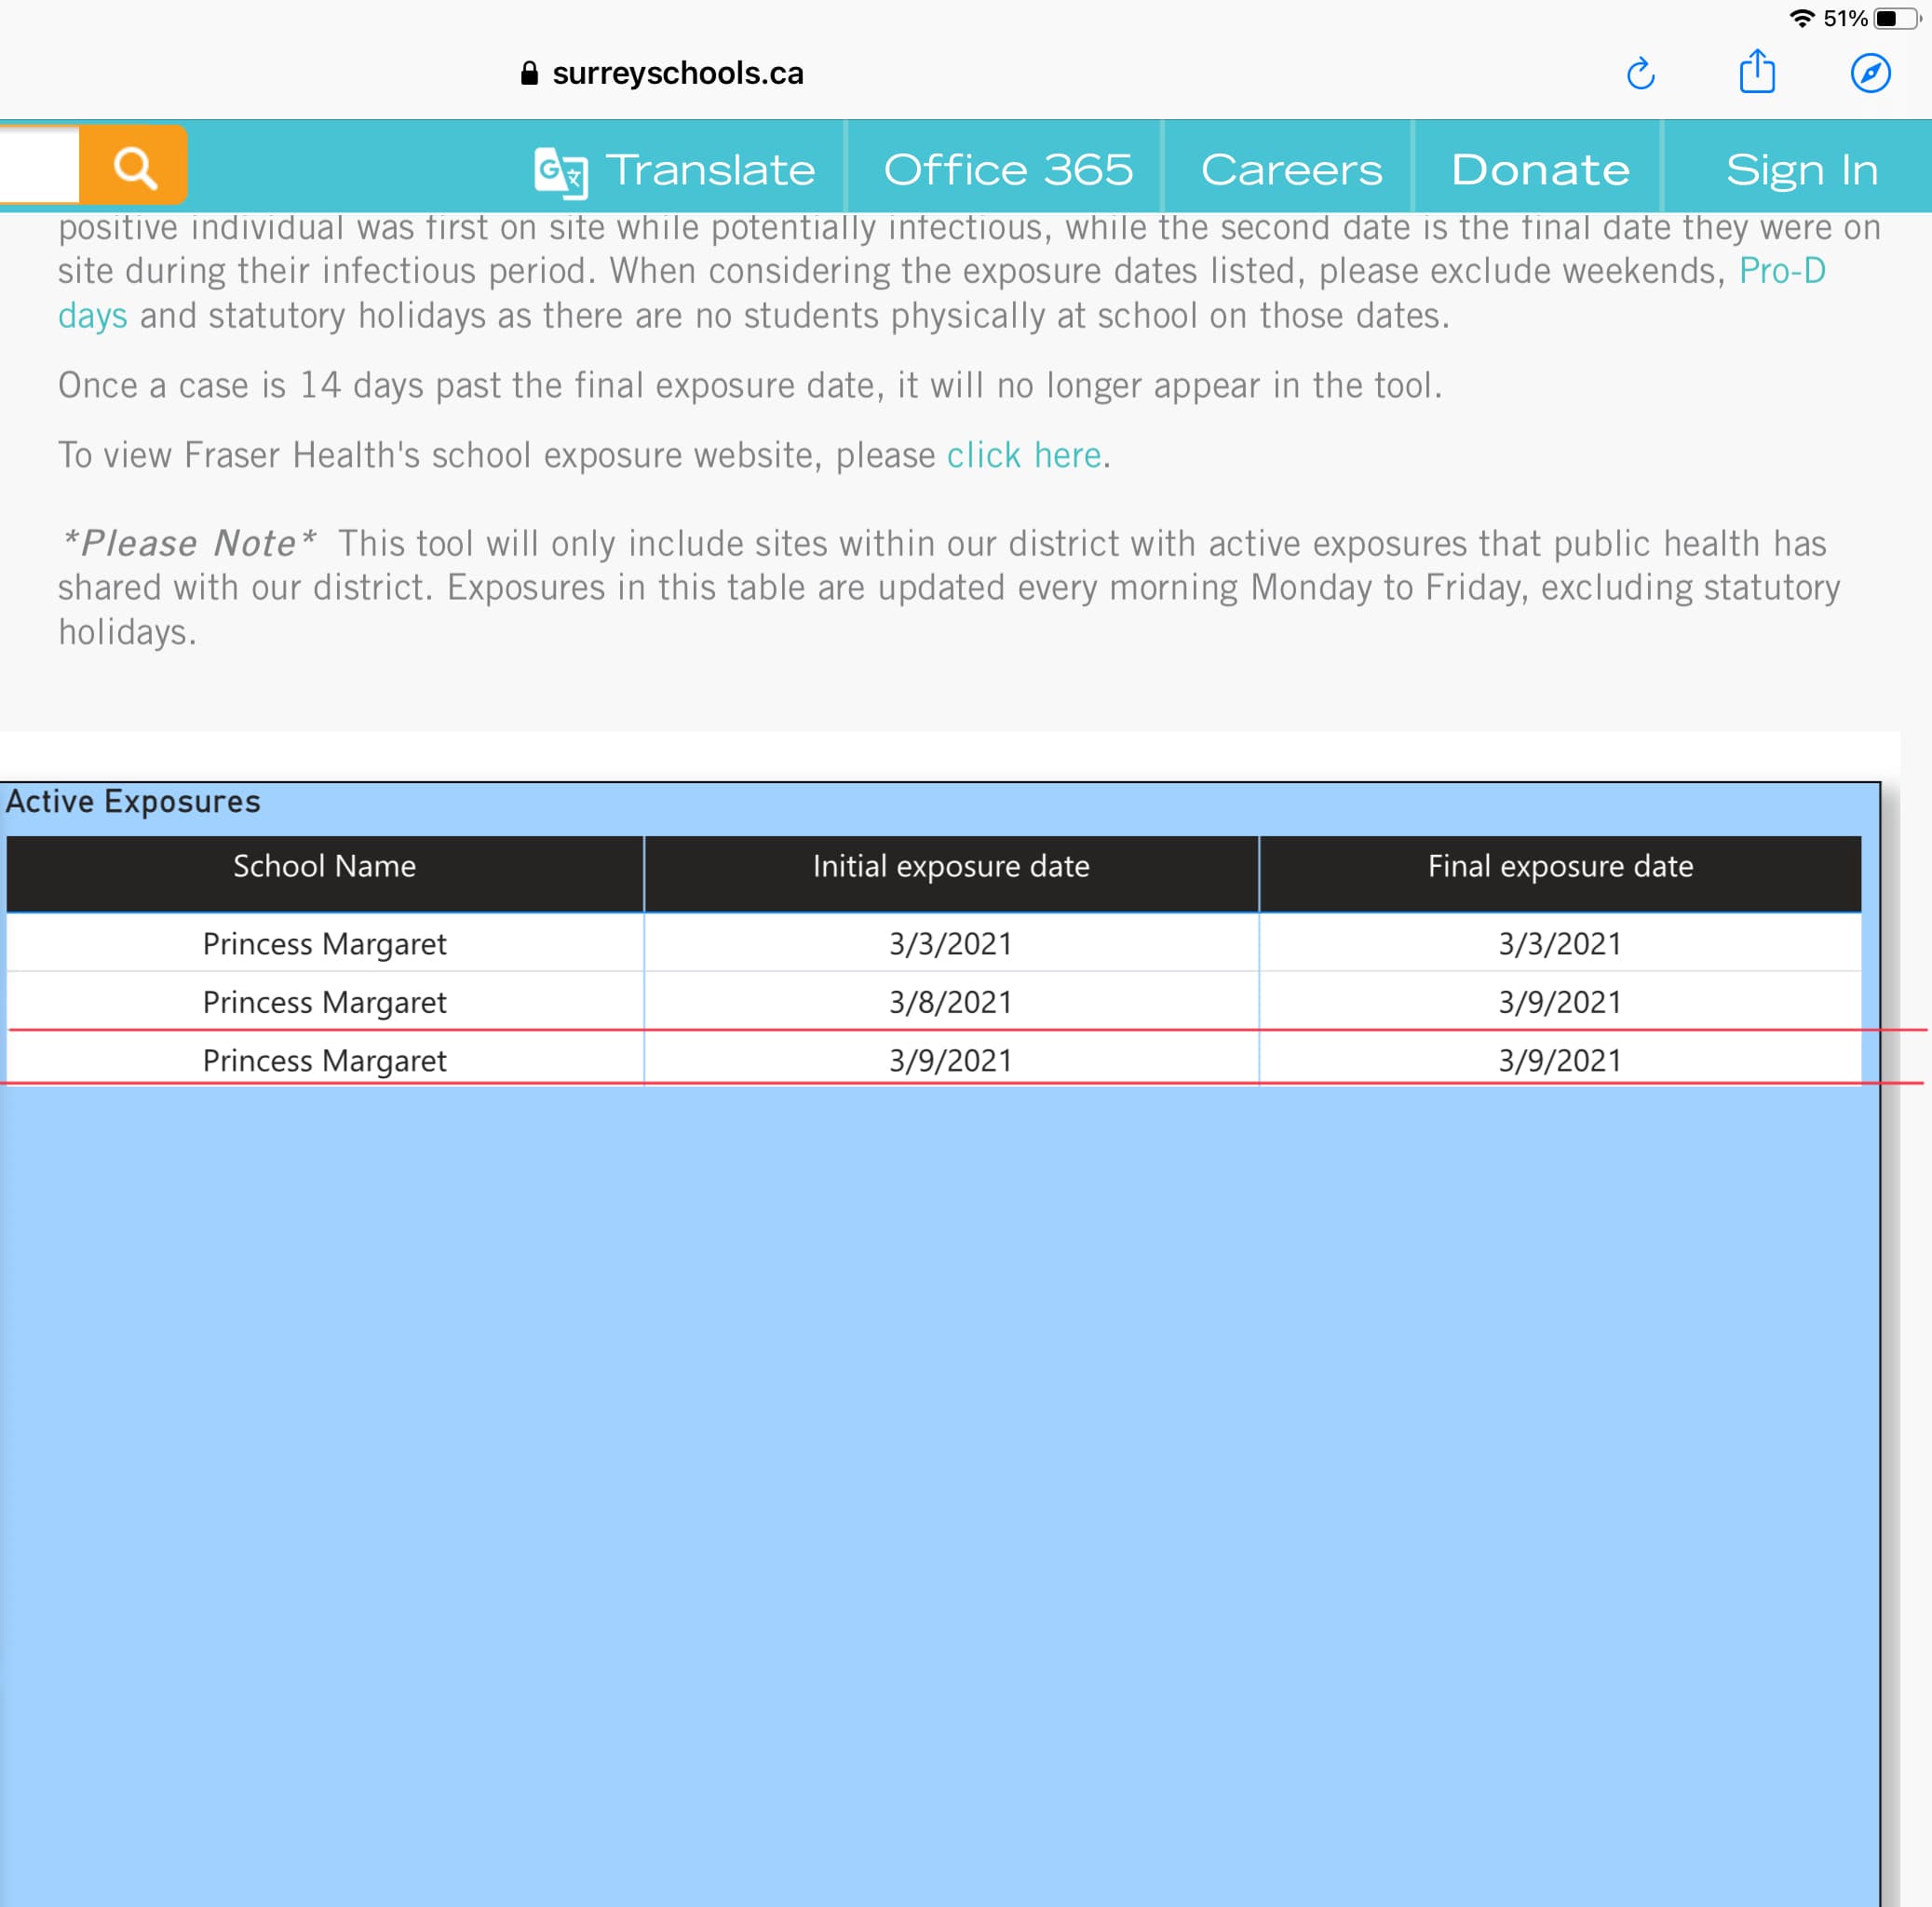 51%
surreyschools.ca
Translate Office 365 Careers Donate Sign In
positive individual was first on site while potentially infectious, while the second date is the final date they were on
site during their infectious period. When considering the exposure dates listed, please exclude weekends, Pro-D
days and statutory holidays as there are no students physically at school on those dates.
Once a case is 14 days past the final exposure date, it will no longer appear in the tool.
To view Fraser Health's school exposure website, please click here.
*Please Note* This tool will only include sites within our district with active exposures that public health has
shared with our district. Exposures in this table are updated every morning Monday to Friday, excluding statutory
holidays.
Active Exposures
School Name Initial exposure date Final exposure date
Princess Margaret 3/3/2021 3/3/2021
Princess Margaret 3/8/2021 3/9/2021
Princess Margaret 3/9/2021 3/9/2021